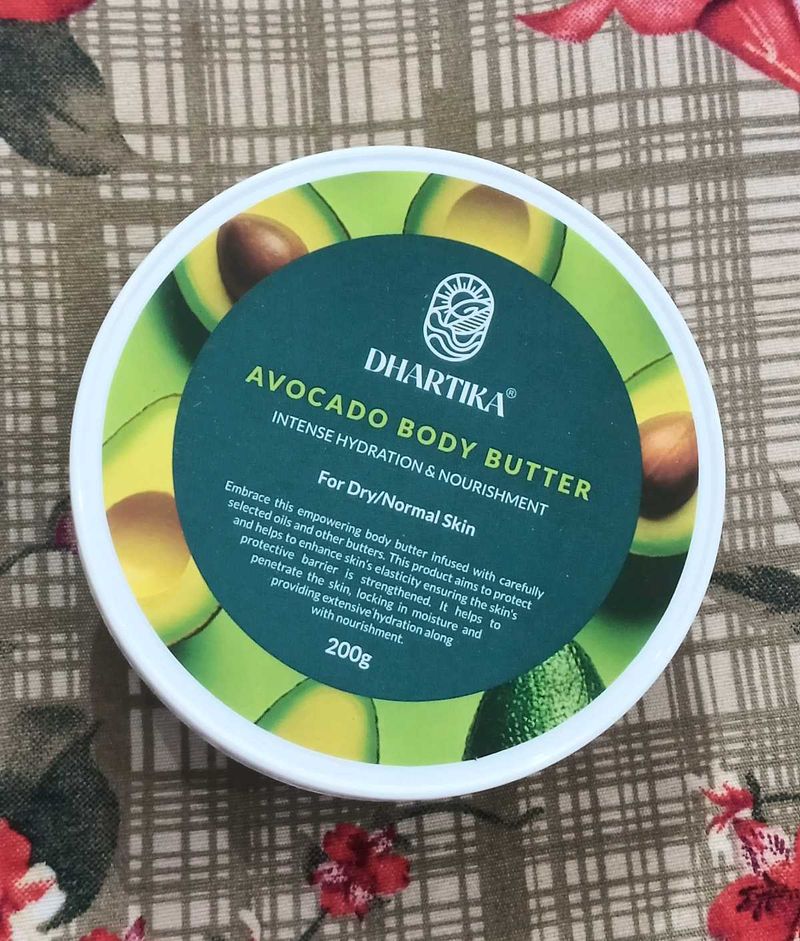 DHARTIKA®
AVOCADO BODY BUTTER
INTENSE HYDRATION & NOURISHMENT
For Dry/Normal Skin
Embrace this empowering body butter infused with carefully
selected oils and other butters. This product aims to protect
and helps to enhance skin's elasticity ensuring the skin's
protective barrier is strengthened. It helps to
penetrate the skin, locking in moisture and
providing extensive hydration along
with nourishment.
200g